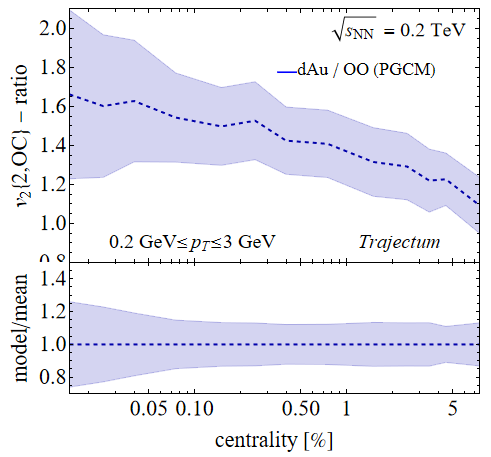 √sNN = 0.2 TeV
dAu / OO (PGCM)
v2{2,OC} − ratio
2.0
1.8
1.6
1.4
1.2
1.0
0.8
0.2 GeV≤pT≤3 GeV
Trajectum
model/mean
1.4
1.2
1.0
0.8
0.05 0.10 0.50 1 5
centrality [%]